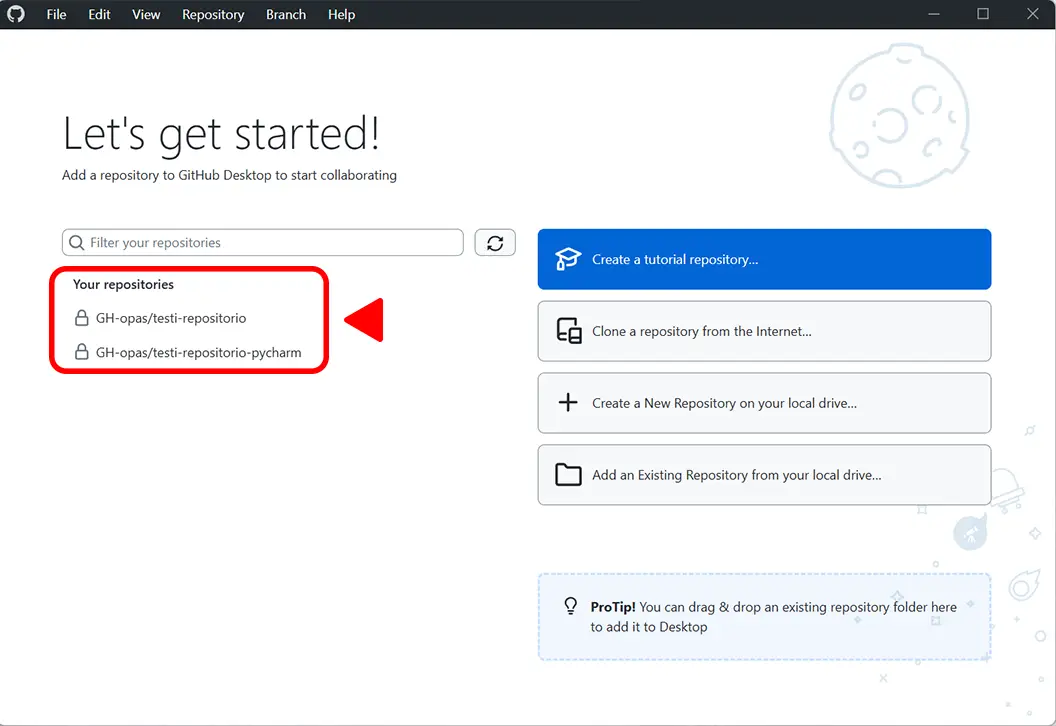 File Edit View Repository Branch Help
Let's get started!
Add a repository to GitHub Desktop to start collaborating
Filter your repositories
Your repositories
GH-opas/testi-repositorio
GH-opas/testi-repositorio-pycharm
Create a tutorial repository...
Clone a repository from the Internet...
Create a New Repository on your local drive...
Add an Existing Repository from your local drive...
ProTip! You can drag & drop an existing repository folder here
to add it to Desktop